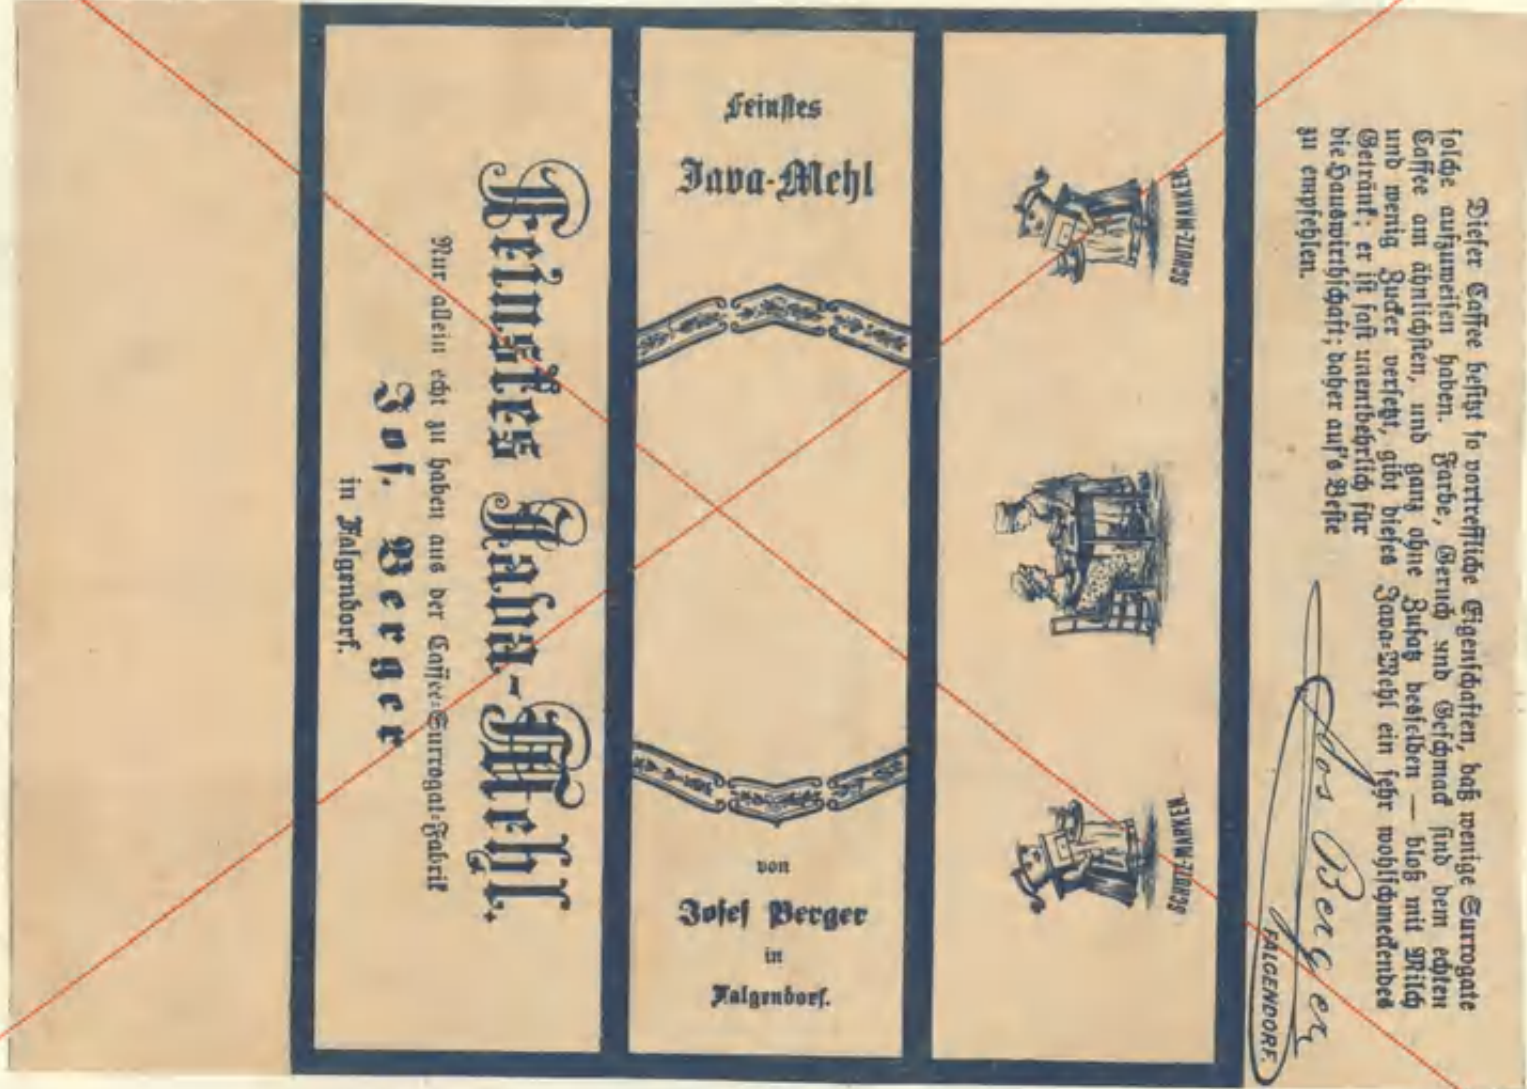 Feinstes Java-Mehl.
Nur allein echt zu haben aus der Caffee-Surrogat-Fabrik
Jos. Berger
in Falgendorf.
Feinstes
Java-Mehl
von
Josef Berger
in
Falgendorf.
SCHUTZ-MARKEN
SCHUTZ-MARKEN
Dieser Caffee besitzt so vortreffliche Eigenschaften, daß wenige Surrogate
solche aufzuweisen haben. Farbe, Geruch und Geschmack sind dem echten
Caffee am ähnlichsten, und ganz ohne Zusatz desselben — bloß mit Milch
und wenig Zucker versetzt, gibt dieses Java-Mehl ein sehr wohlschmeckendes
Getränk; er ist fast unentbehrlich für
die Hauswirthschaft; daher auf's Beste
zu empfehlen.
Jos Berger
FALGENDORF.